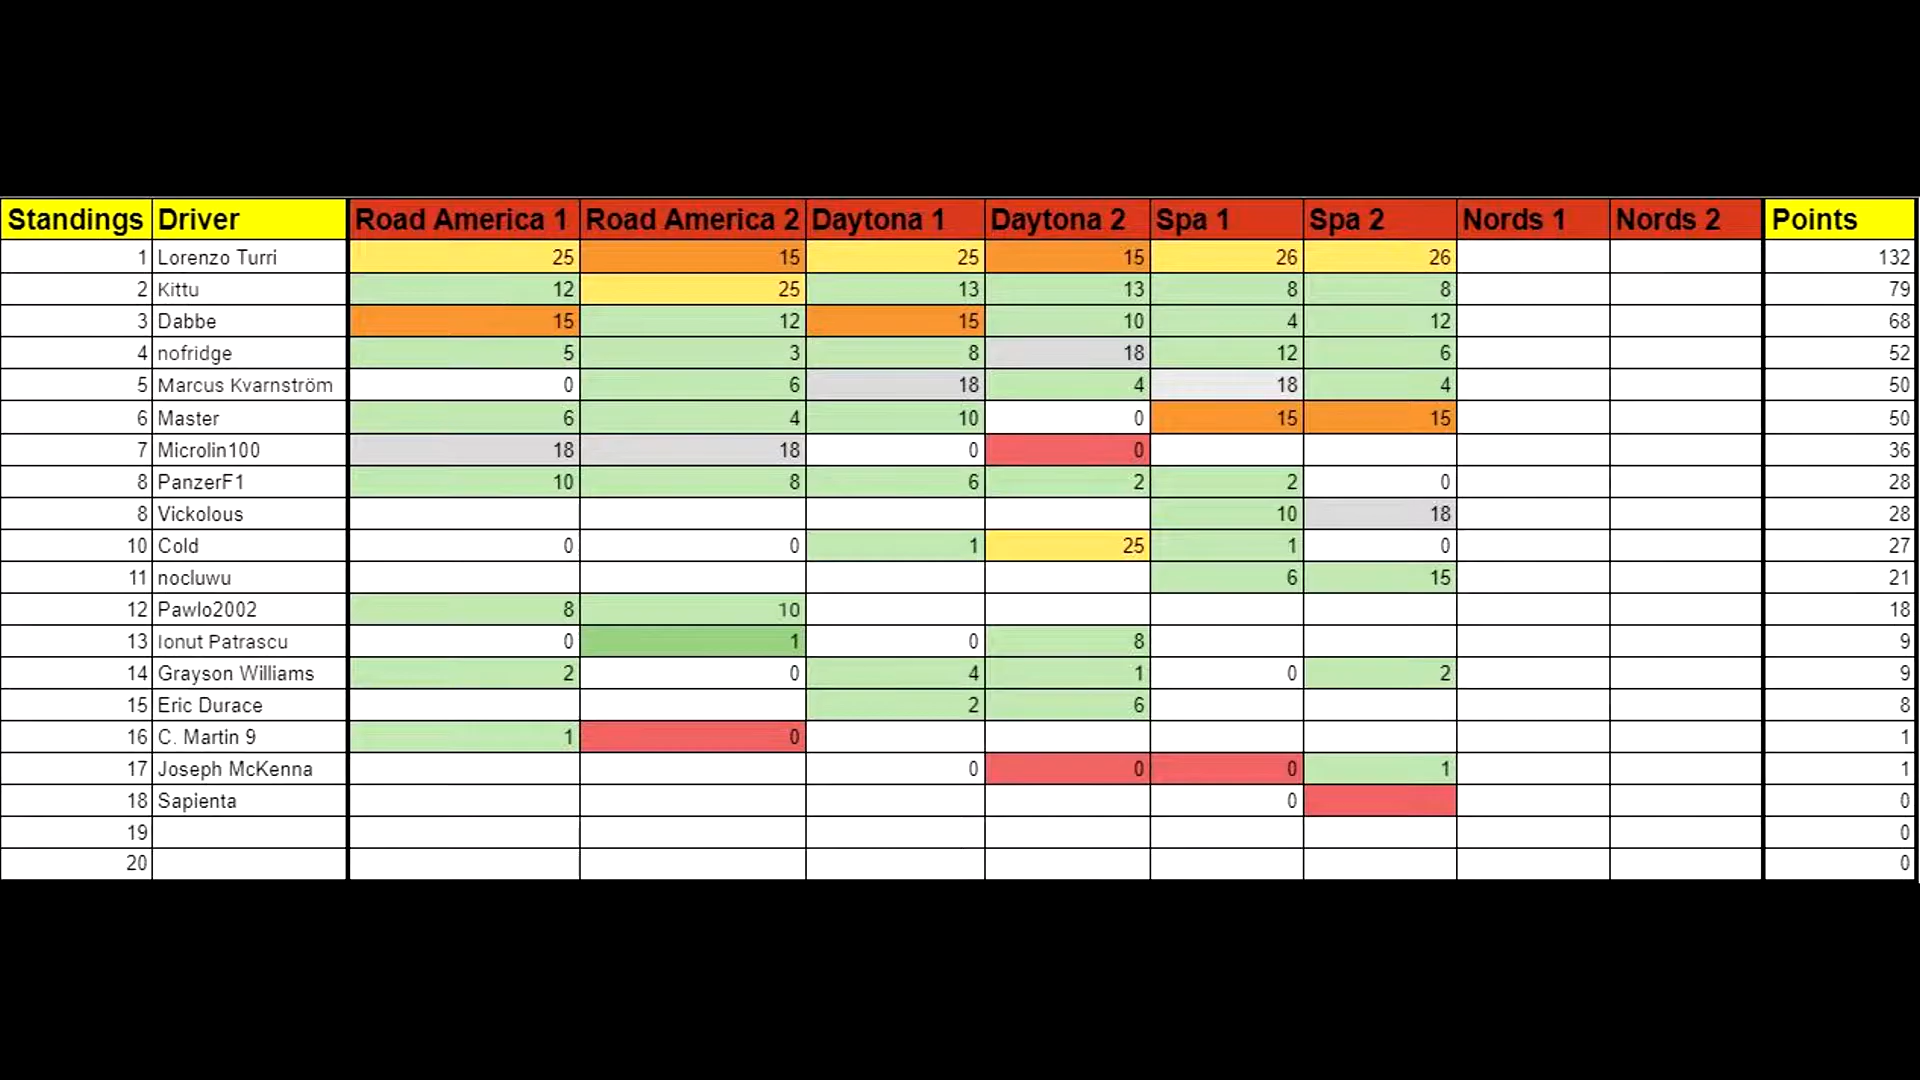 Standings Driver Road America 1 Road America 2 Daytona 1 Daytona 2 Spa 1 Spa 2 Nords 1 Nords 2 Points
1 Lorenzo Turri 25 15 25 15 26 26 132
2 Kittu 12 25 13 13 8 8 79
3 Dabbe 15 12 15 10 4 12 68
4 nofridge 5 3 8 18 12 6 52
5 Marcus Kvarnström 0 6 18 4 18 4 50
6 Master 6 4 10 0 15 15 50
7 Microlin100 18 18 0 0 36
8 PanzerF1 10 8 6 2 2 0 28
8 Vickolous 10 18 28
10 Cold 0 0 1 25 1 0 27
11 nocluwu 6 15 21
12 Pawlo2002 8 10 18
13 Ionut Patrascu 0 1 0 8 9
14 Grayson Williams 2 0 4 1 0 2 9
15 Eric Durace 2 6 8
16 C. Martin 9 1 0 1
17 Joseph McKenna 0 0 0 1 1
18 Sapienta 0 0
19 0
20 0